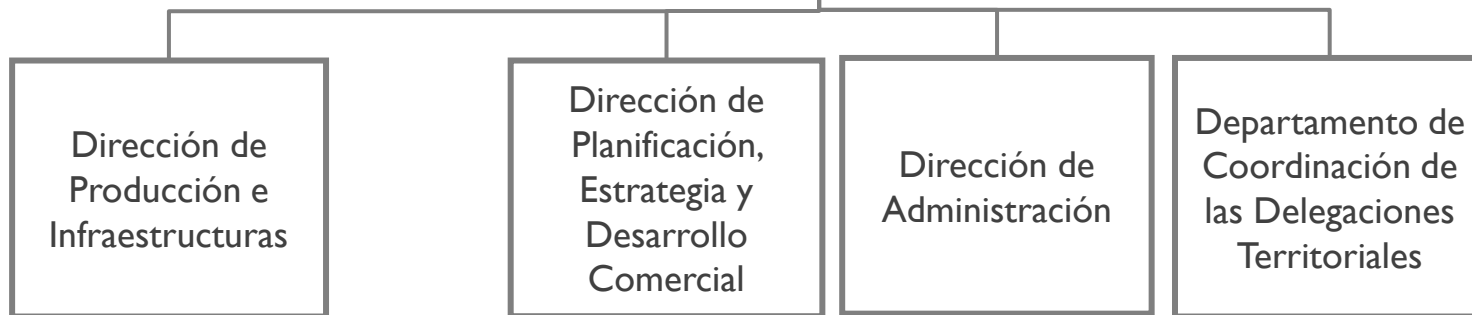 Dirección de
Producción e
Infraestructuras
Dirección de
Planificación,
Estrategia y
Desarrollo
Comercial
Dirección de
Administración
Departamento de
Coordinación de
las Delegaciones
Territoriales